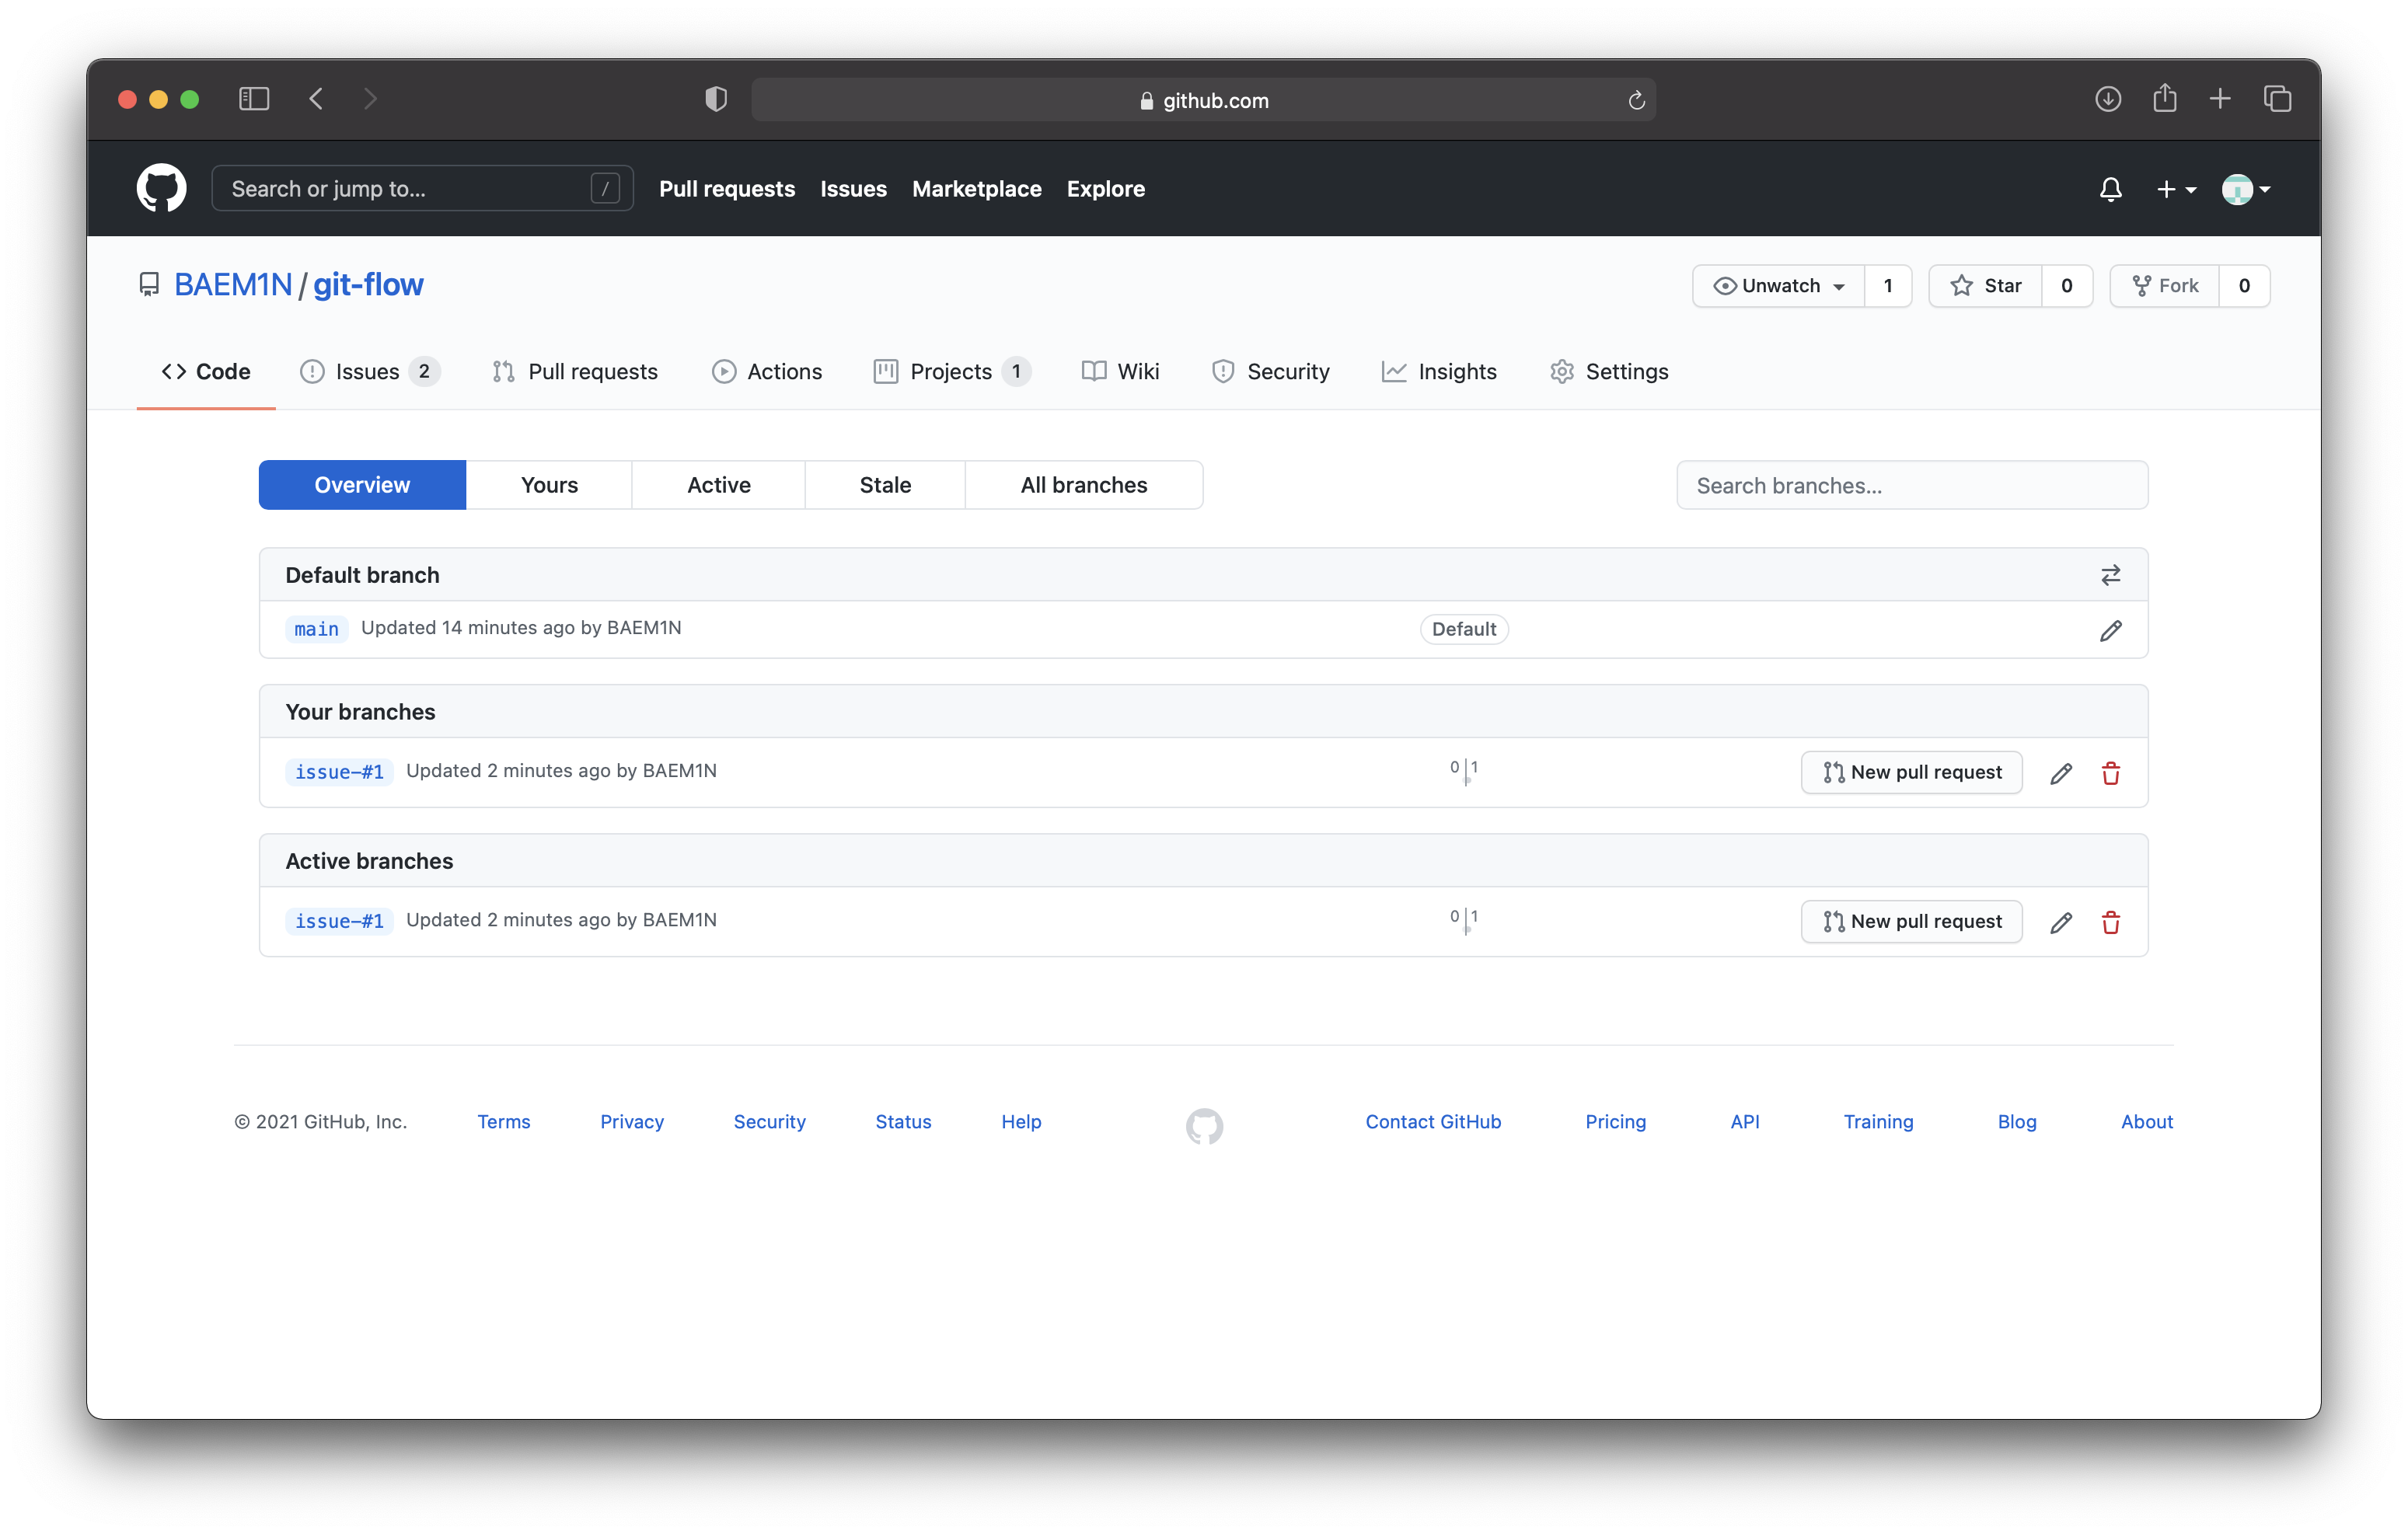 github.com
Search or jump to... / Pull requests Issues Marketplace Explore
BAEM1N / git-flow Unwatch 1 Star 0 Fork 0
Code Issues 2 Pull requests Actions Projects 1 Wiki Security Insights Settings
Overview Yours Active Stale All branches Search branches...
Default branch
main Updated 14 minutes ago by BAEM1N Default
Your branches
issue-#1 Updated 2 minutes ago by BAEM1N 0 1 New pull request
Active branches
issue-#1 Updated 2 minutes ago by BAEM1N 0 1 New pull request
© 2021 GitHub, Inc. Terms Privacy Security Status Help Contact GitHub Pricing API Training Blog About